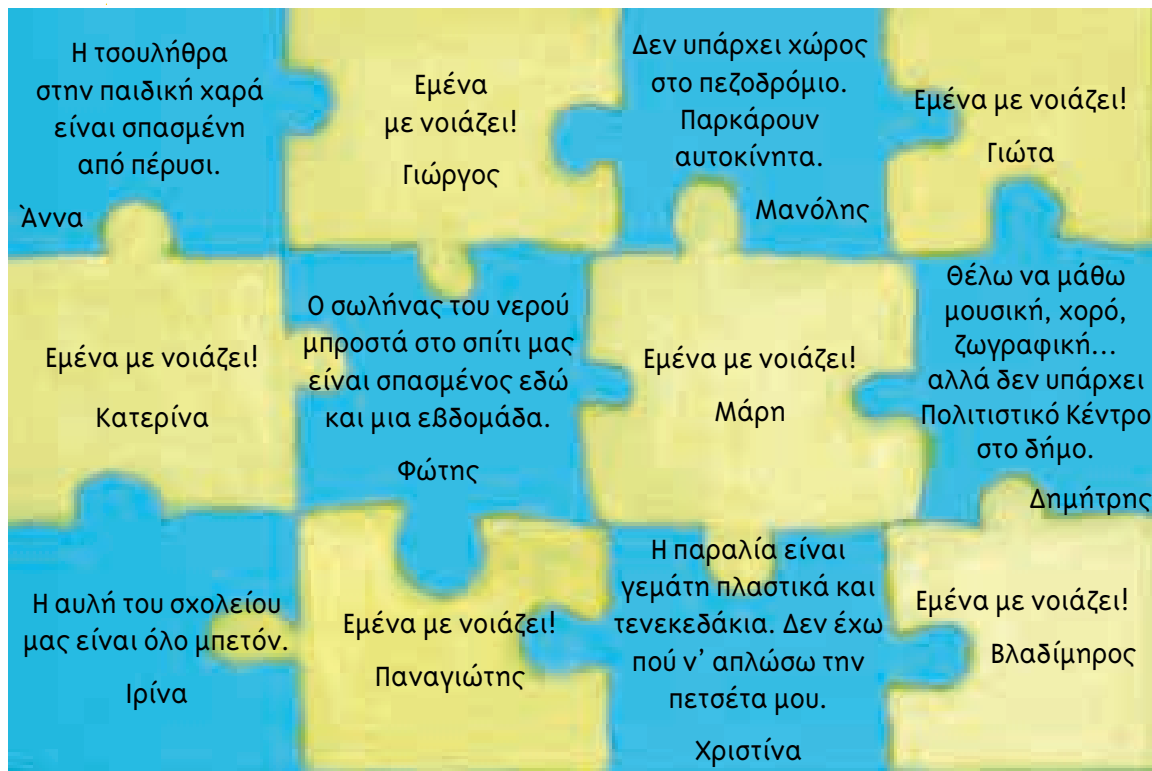 Η τσουλήθρα
στην παιδική χαρά
είναι σπασμένη
από πέρυσι.
Άννα
Εμένα
με νοιάζει!
Γιώργος
Δεν υπάρχει χώρος
στο πεζοδρόμιο.
Παρκάρουν
αυτοκίνητα.
Μανόλης
Εμένα με νοιάζει!
Γιώτα
Εμένα με νοιάζει!
Κατερίνα
Ο σωλήνας του νερού
μπροστά στο σπίτι μας
είναι σπασμένος εδώ
και μια εβδομάδα.
Φώτης
Εμένα με νοιάζει!
Μάρη
Θέλω να μάθω
μουσική, χορό,
ζωγραφική...
αλλά δεν υπάρχει
Πολιτιστικό Κέντρο
στο δήμο.
Δημήτρης
Η αυλή του σχολείου
μας είναι όλο μπετόν.
Ιρίνα
Εμένα με νοιάζει!
Παναγιώτης
Η παραλία είναι
γεμάτη πλαστικά και
τενεκεδάκια. Δεν έχω
πού ν’ απλώσω την
πετσέτα μου.
Χριστίνα
Εμένα με νοιάζει!
Βλαδίμηρος